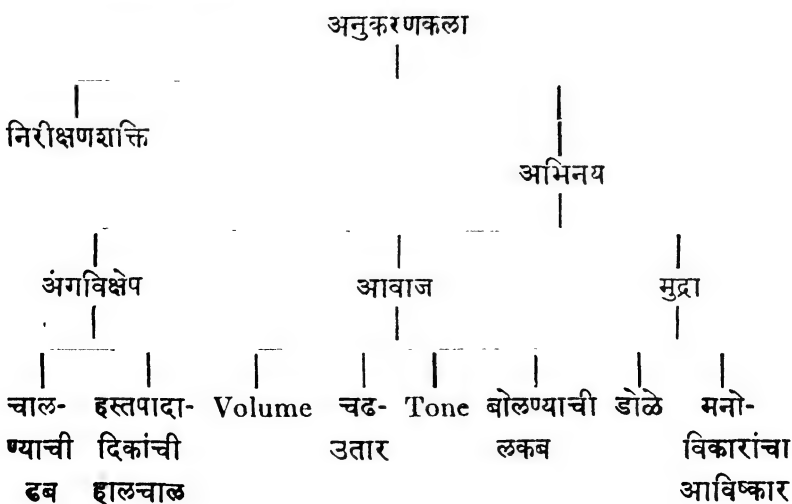 अनुकरणकला
निरीक्षणशक्ति
अभिनय
अंगविक्षेप आवाज मुद्रा
चाल- हस्तपादा- Volume चढ- Tone बोलण्याची डोळे मनो-
ण्याची दिकांची उतार लकब विकारांचा
ढब हालचाल आविष्कार